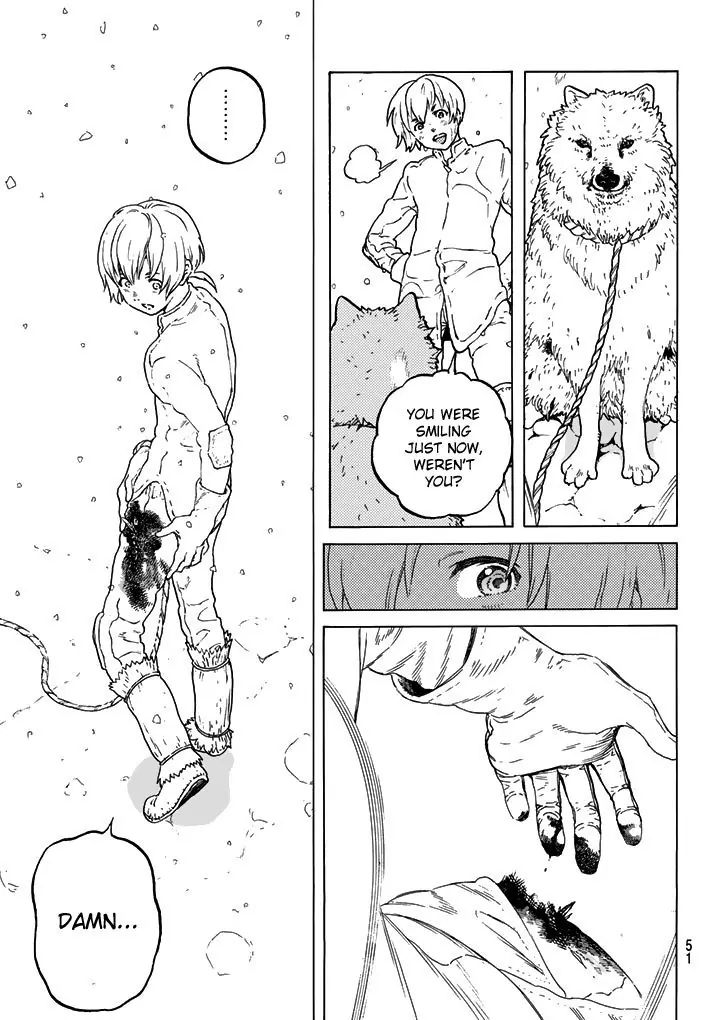 YOU WERE
SMILING
JUST NOW,
WEREN'T
YOU?
........
DAMN...
51